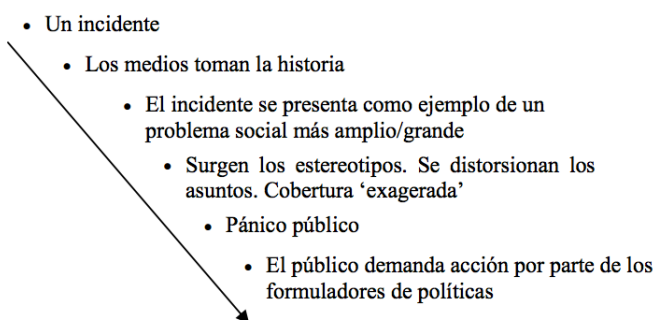 • Un incidente
• Los medios toman la historia
• El incidente se presenta como ejemplo de un
problema social más amplio/grande
• Surgen los estereotipos. Se distorsionan los
asuntos. Cobertura ‘exagerada’
• Pánico público
• El público demanda acción por parte de los
formuladores de políticas